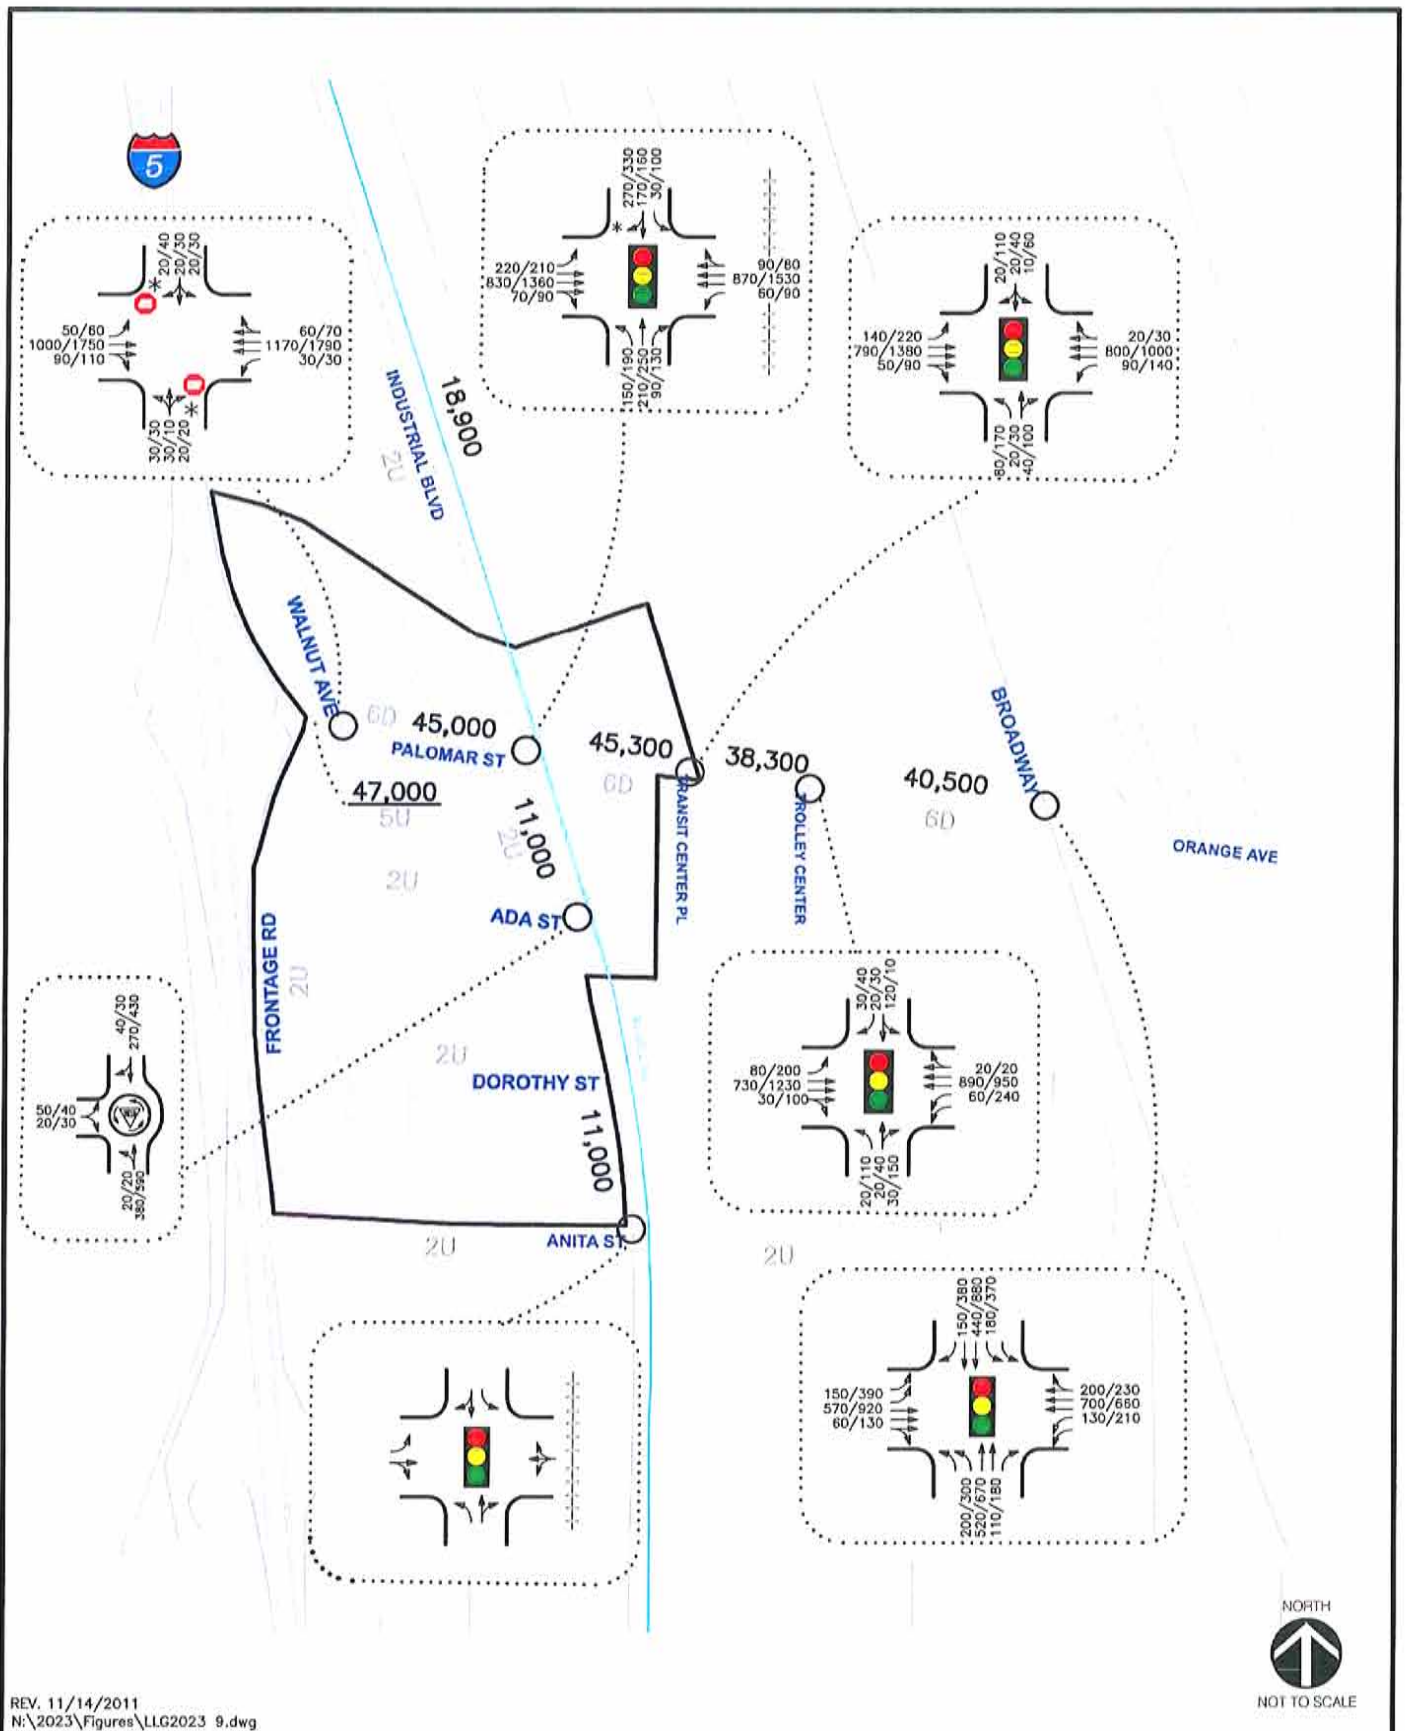 5
20/40
20/30
20/30
50/60
1000/1750
90/110
60/70
1170/1790
30/30
30/30
30/10
20/20
270/330
170/160
30/100
220/210
830/1360
70/90
90/80
870/1530
60/90
150/190
210/250
90/130
20/110
20/40
10/60
140/220
790/1380
50/90
20/30
800/1000
90/140
80/170
20/30
40/100
INDUSTRIAL BLVD
18,900
2U
WALNUT AVE
6D
45,000
PALOMAR ST
45,300
6D
38,300
40,500
6D
BROADWAY
47,000
5U
2U
11,000
2U
TRANSIT CENTER PL
TROLLEY CENTER
ORANGE AVE
ADA ST
FRONTAGE RD
2U
2U
DOROTHY ST
11,000
ANITA ST
2U
2U
40/30
270/430
50/40
20/30
20/20
380/590
30/40
20/30
120/10
80/200
730/1230
30/100
20/20
890/950
60/240
20/110
20/40
30/150
150/380
440/880
180/370
150/390
570/920
60/130
200/230
700/660
130/210
200/300
520/670
110/180
NORTH
NOT TO SCALE
REV. 11/14/2011
N:\2023\Figures\LLG2023 9.dwg